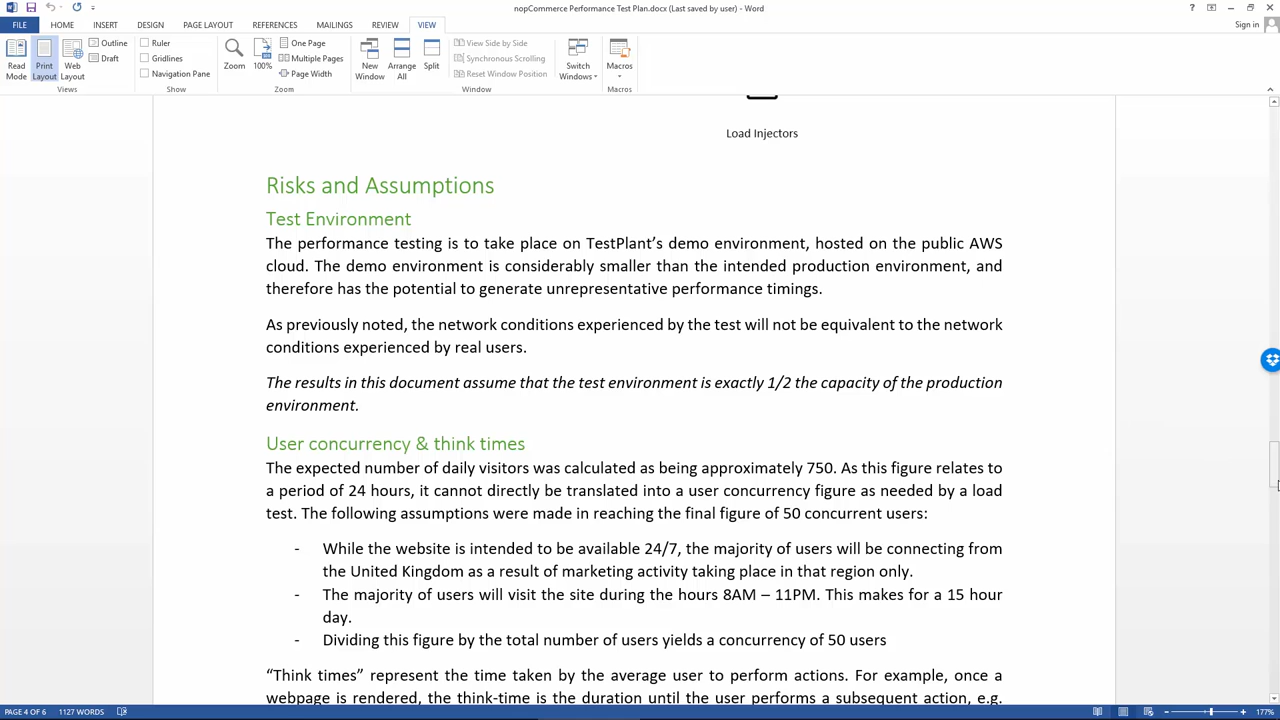 nopCommerce Performance Test Plan.docx (Last saved by user) - Word
FILE HOME INSERT DESIGN PAGE LAYOUT REFERENCES MAILINGS REVIEW VIEW Sign in
Read Mode
Print Layout
Web Layout
Outline
Draft
Views
Ruler
Gridlines
Navigation Pane
Show
Zoom
100%
One Page
Multiple Pages
Page Width
Zoom
New Window
Arrange All
Split
View Side by Side
Synchronous Scrolling
Reset Window Position
Window
Switch Windows
Macros
Macros
Load Injectors
Risks and Assumptions
Test Environment
The performance testing is to take place on TestPlant’s demo environment, hosted on the public AWS
cloud. The demo environment is considerably smaller than the intended production environment, and
therefore has the potential to generate unrepresentative performance timings.
As previously noted, the network conditions experienced by the test will not be equivalent to the network
conditions experienced by real users.
The results in this document assume that the test environment is exactly 1/2 the capacity of the production
environment.
User concurrency & think times
The expected number of daily visitors was calculated as being approximately 750. As this figure relates to
a period of 24 hours, it cannot directly be translated into a user concurrency figure as needed by a load
test. The following assumptions were made in reaching the final figure of 50 concurrent users:
- While the website is intended to be available 24/7, the majority of users will be connecting from
the United Kingdom as a result of marketing activity taking place in that region only.
- The majority of users will visit the site during the hours 8AM – 11PM. This makes for a 15 hour
day.
- Dividing this figure by the total number of users yields a concurrency of 50 users
“Think times” represent the time taken by the average user to perform actions. For example, once a
webpage is rendered, the think-time is the duration until the user performs a subsequent action, e.g.
PAGE 4 OF 6 1127 WORDS 177%